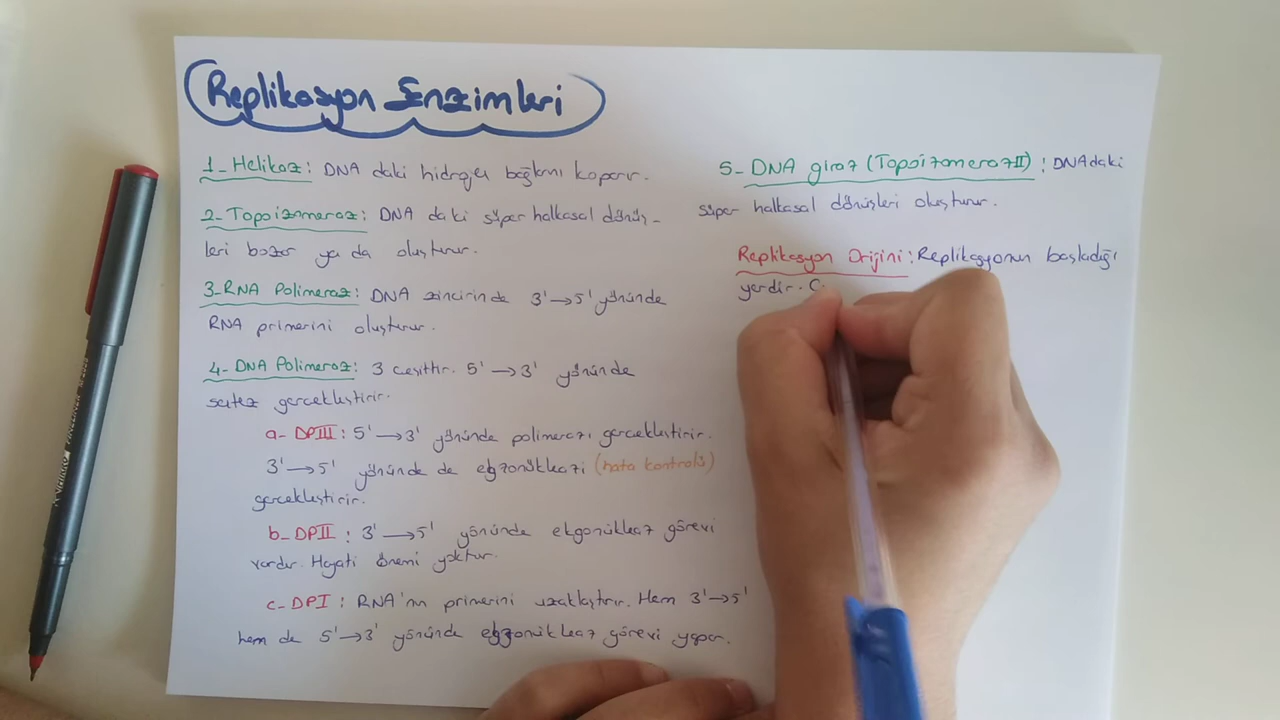 Replikasyon Enzimleri
1- Helikaz: DNA daki hidrojen bağlarını koparır.
2- Topoizomeraz: DNA daki süper halkasal dönüş-
leri bozar ya da oluşturur.
3- RNA Polimeraz: DNA zincirinde 3'→5' yönünde
RNA primerini oluşturur.
4- DNA Polimeraz: 3 çeşittir. 5'→3' yönünde
sentez gerçekleştirir.
a- DPIII: 5'→3' yönünde polimerazı gerçekleştirir.
3'→5' yönünde de ekzonükleazı (hata kontrolü)
gerçekleştirir.
b- DPII: 3'→5' yönünde ekzonükleaz görevi
vardır. Hayati önemi yoktur.
c- DPI: RNA'nın primerini uzaklaştırır. Hem 3'→5'
hem de 5'→3' yönünde ekzonükleaz görevi yapar.
5- DNA giraz (Topoizomeraz II): DNA daki
süper halkasal dönüşleri oluşturur.
Replikasyon Orijini: Replikasyonun başladığı
yerdir.